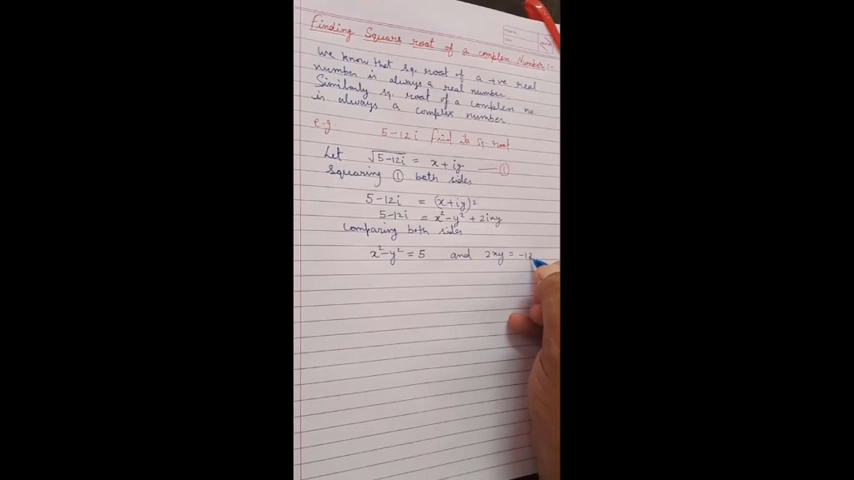 Finding Square root of a complex Number:-
We know that sq. root of a +ve real
number is always a real number
Similarly sq. root of a complex no
is always a complex number
e.g 5-12i find its sq. root
Let √5-12i = x+iy —— ①
Squaring ① both sides
5-12i = (x+iy)²
5-12i = x²-y² + 2ixy
Comparing both sides
x²-y² = 5 and 2xy = -12